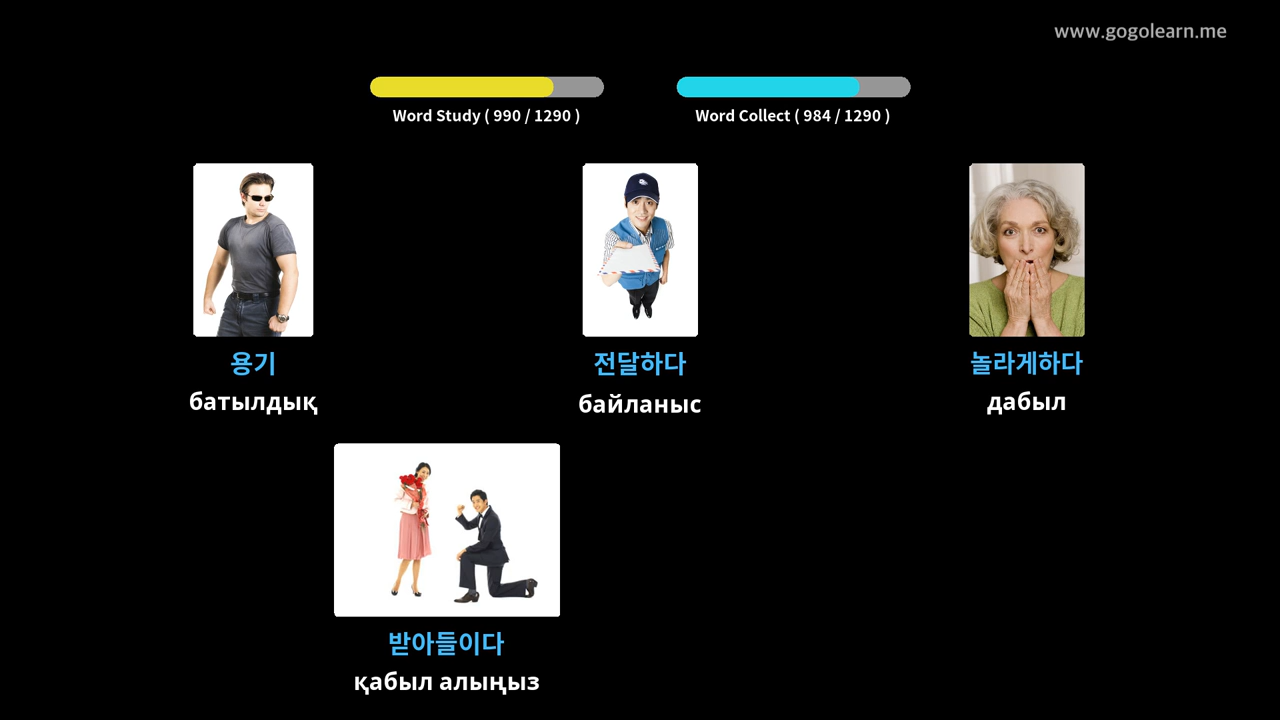 www.gogolearn.me
Word Study ( 990 / 1290 )
Word Collect ( 984 / 1290 )
용기
батылдық
전달하다
байланыс
놀라게하다
дабыл
받아들이다
қабыл алыңыз